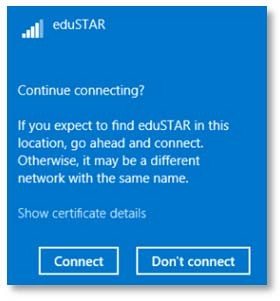 eduSTAR
Continue connecting?
If you expect to find eduSTAR in this
location, go ahead and connect.
Otherwise, it may be a different
network with the same name.
Show certificate details
Connect Don't connect